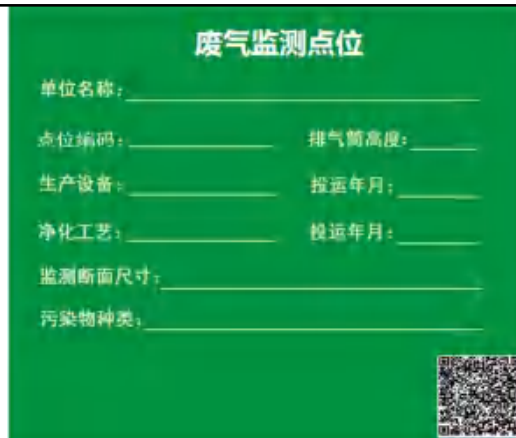 废气监测点位
单位名称：
点位编码： 排气筒高度：
生产设备： 投运年月：
净化工艺： 投运年月：
监测断面尺寸：
污染物种类：